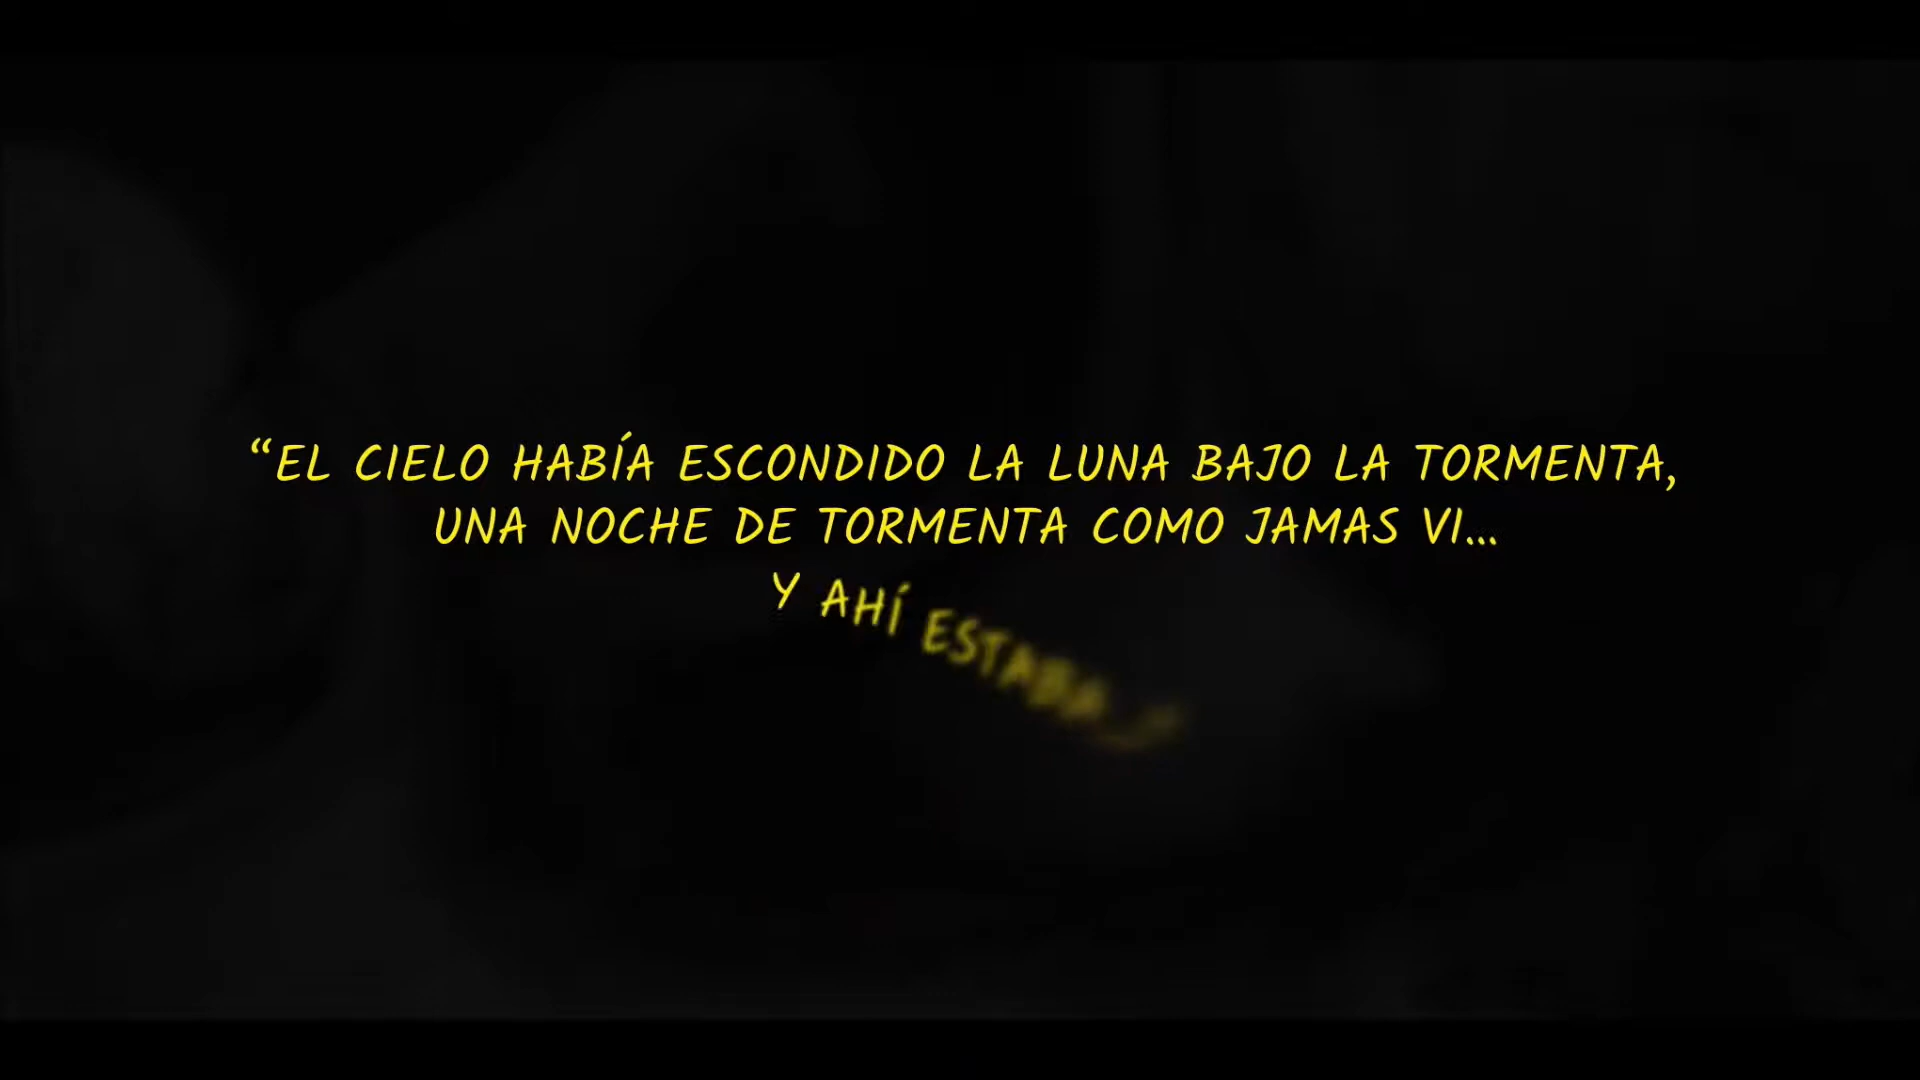 “EL CIELO HABÍA ESCONDIDO LA LUNA BAJO LA TORMENTA,
UNA NOCHE DE TORMENTA COMO JAMAS VI...
Y AHÍ ESTABA